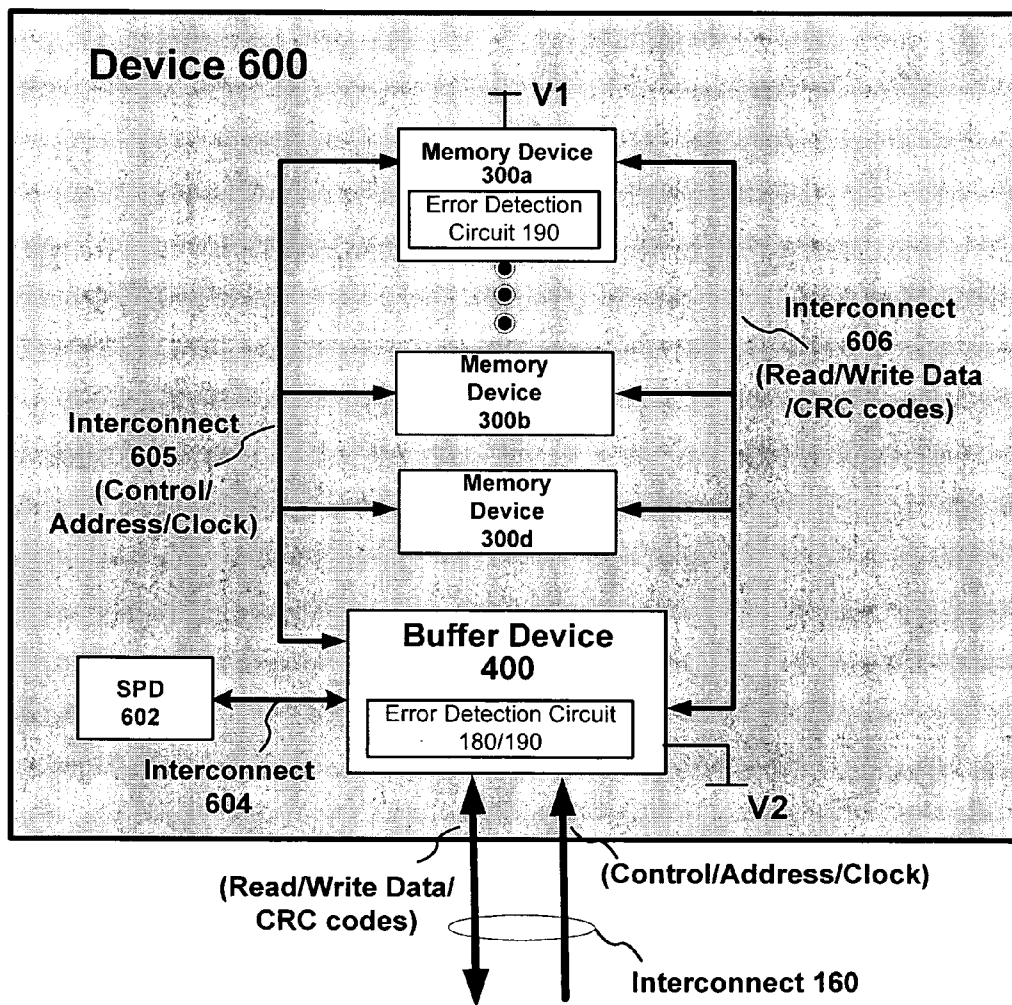 Device 600
V1
Memory Device
300a
Error Detection
Circuit 190
Interconnect
606
(Read/Write Data
/CRC codes)
Memory
Device
300b
Interconnect
605
(Control/
Address/Clock)
Memory
Device
300d
Buffer Device
400
SPD
602
Error Detection Circuit
180/190
Interconnect
604
V2
(Read/Write Data/
CRC codes)
(Control/Address/Clock)
Interconnect 160